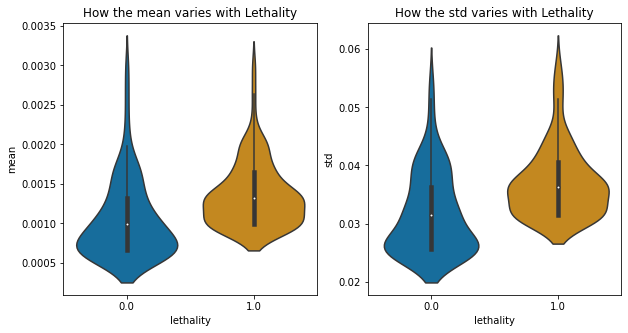 How the mean varies with Lethality
mean
0.0035
0.0030
0.0025
0.0020
0.0015
0.0010
0.0005
0.0
1.0
lethality
How the std varies with Lethality
std
0.06
0.05
0.04
0.03
0.02
0.0
1.0
lethality